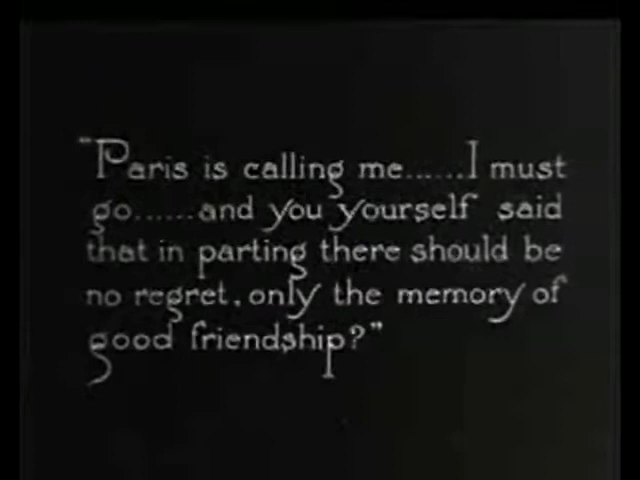 "Paris is calling me......I must
go......and you yourself said
that in parting there should be
no regret, only the memory of
good friendship?"